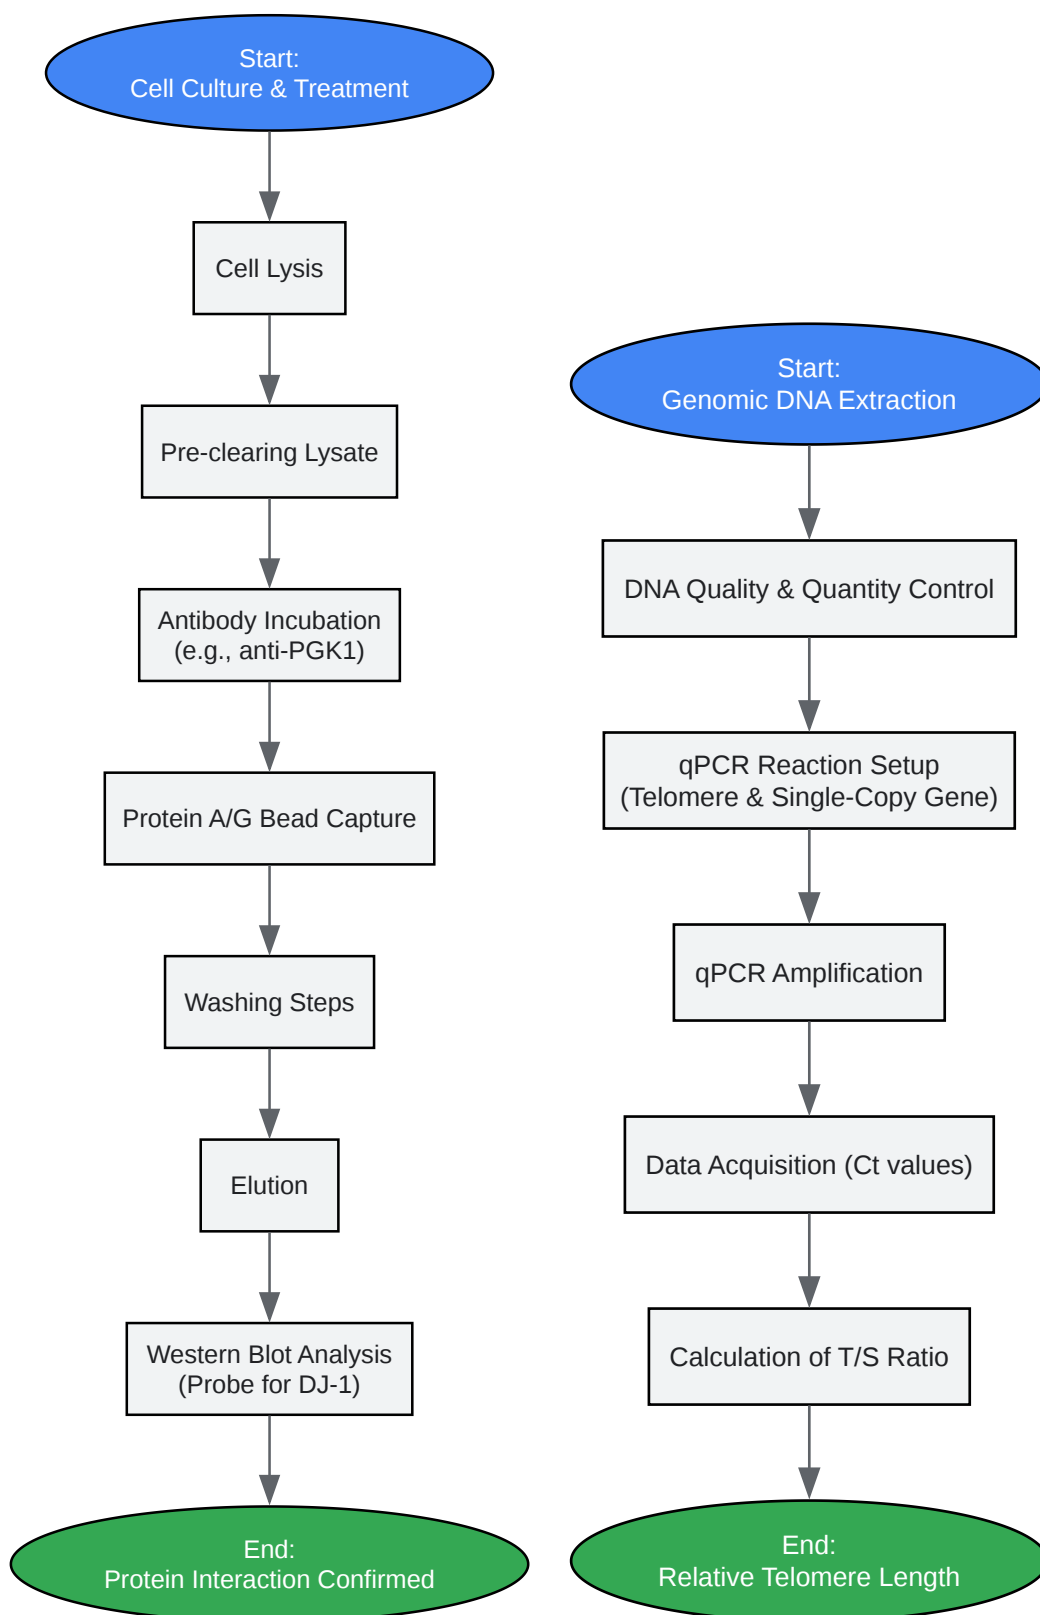 Start:
Cell Culture & Treatment
Cell Lysis
Pre-clearing Lysate
Antibody Incubation
(e.g., anti-PGK1)
Protein A/G Bead Capture
Washing Steps
Elution
Western Blot Analysis
(Probe for DJ-1)
End:
Protein Interaction Confirmed
Start:
Genomic DNA Extraction
DNA Quality & Quantity Control
qPCR Reaction Setup
(Telomere & Single-Copy Gene)
qPCR Amplification
Data Acquisition (Ct values)
Calculation of T/S Ratio
End:
Relative Telomere Length